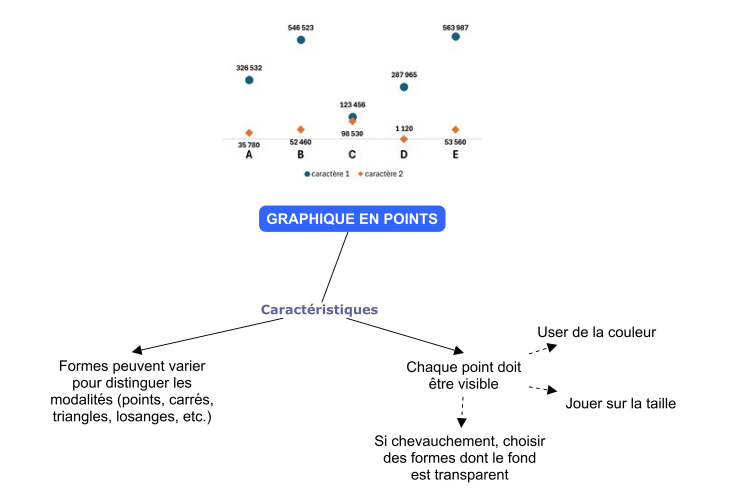 546 523
563 987
326 532
287 965
123 456
1 120
98 530
35 780
52 460
53 560
A B C D E
caractère 1 caractère 2
GRAPHIQUE EN POINTS
Caractéristiques
Formes peuvent varier
pour distinguer les
modalités (points, carrés,
triangles, losanges, etc.)
Chaque point doit
être visible
User de la couleur
Jouer sur la taille
Si chevauchement, choisir
des formes dont le fond
est transparent